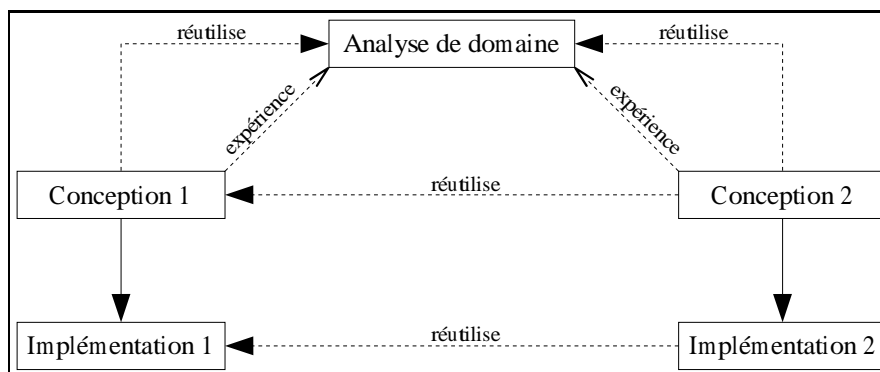 réutilise
Analyse de domaine
réutilise
expérience
expérience
Conception 1
réutilise
Conception 2
Implémentation 1
réutilise
Implémentation 2